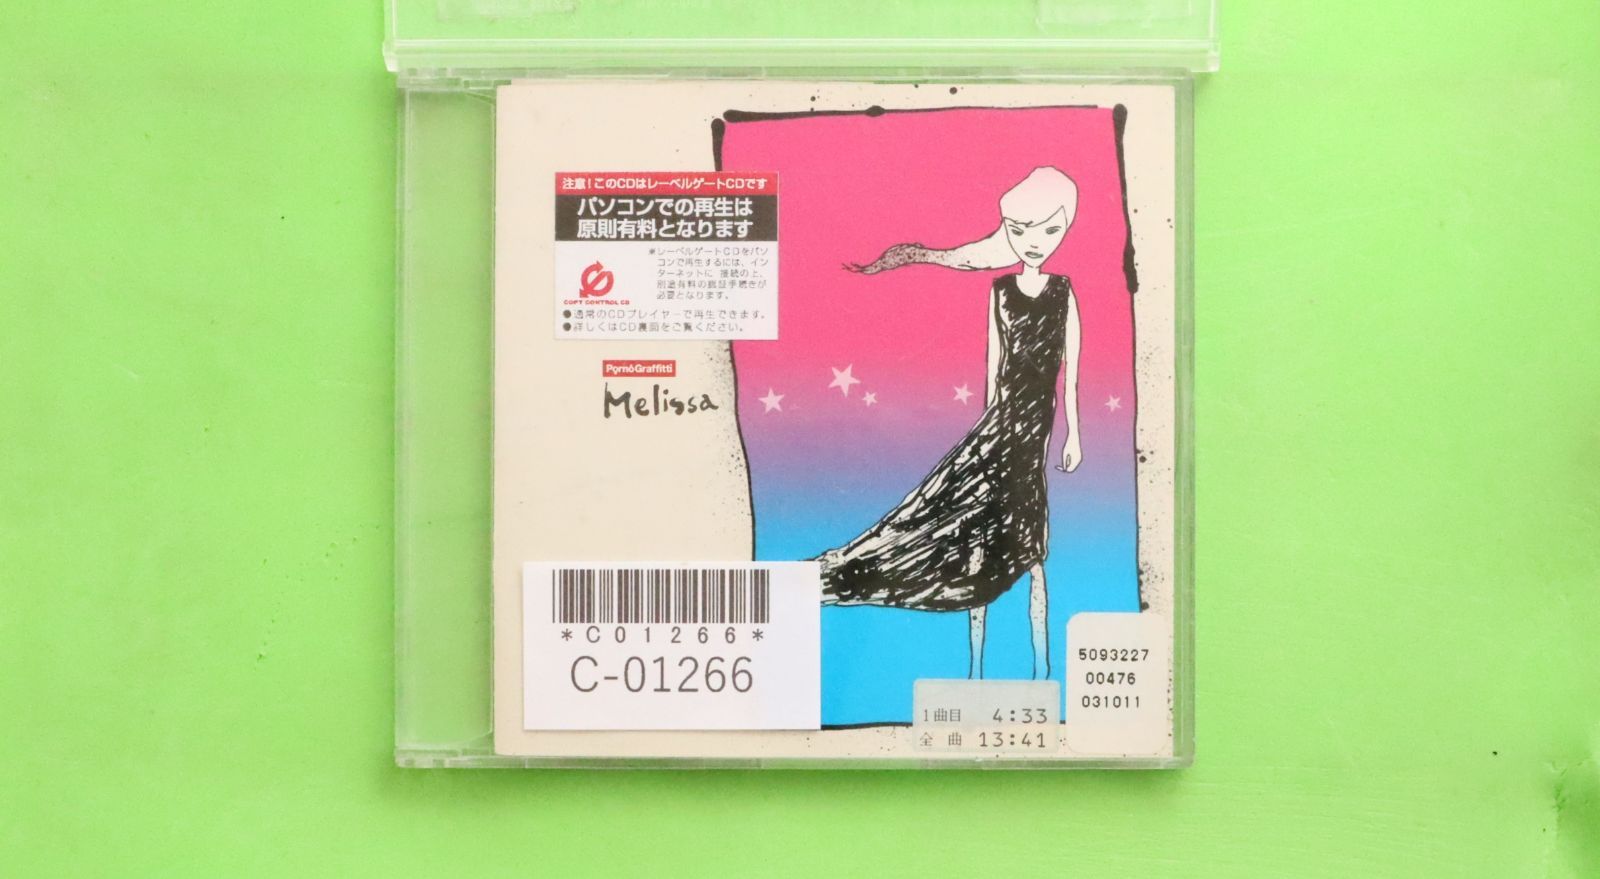 注意!このCDはレーベルゲートCDです
パソコンでの再生は
原則有料となります
※レーベルゲートCDをパソ
コンで再生するには、イン
ターネットに 接続の上、
別途有料の認証手続きが
必要となります。
COPY CONTROL CD
●通常のCDプレイヤーで再生できます。
●詳しくはCD裏面をご覧ください。
PornoGraffitti
Melissa
*C01266*
C-01266
5093227
00476
031011
1曲目 4:33
全 曲 13:41